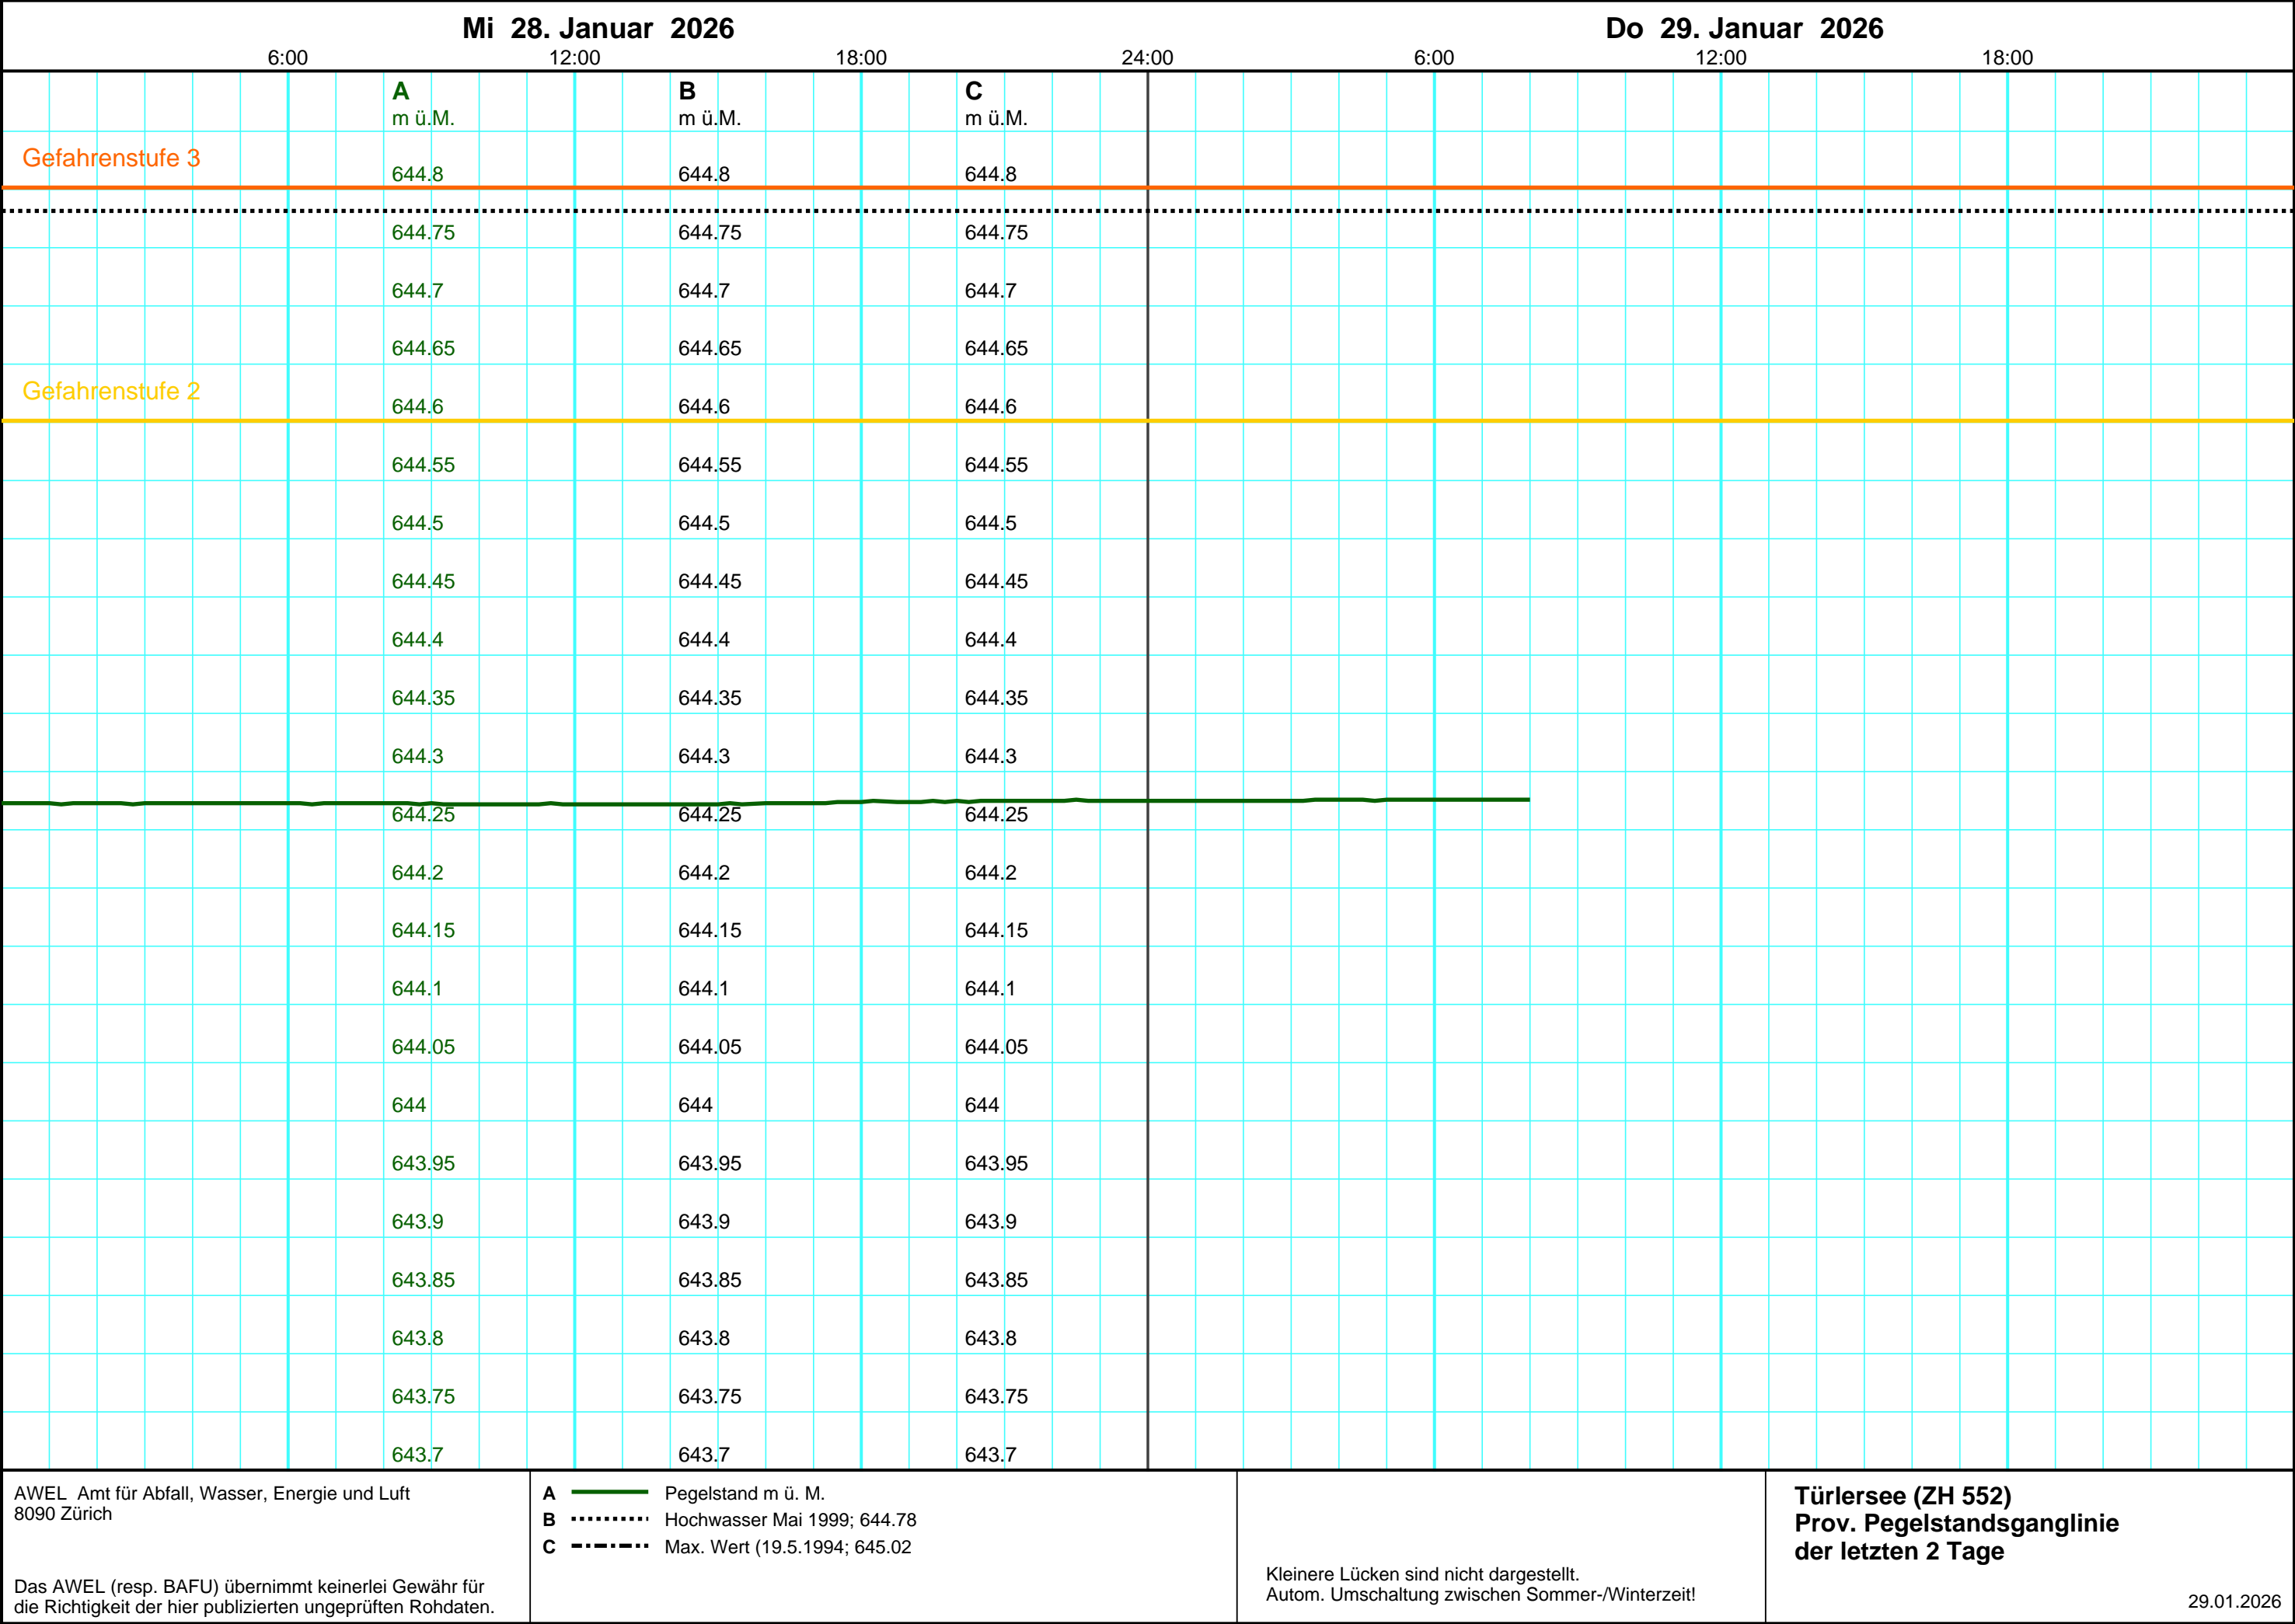 Mi 28. Januar 2026 Do 29. Januar 2026
6:00 12:00 18:00 24:00 6:00 12:00 18:00
A B C
m ü.M. m ü.M. m ü.M.
Gefahrenstufe 3
644.8 644.8 644.8
644.75 644.75 644.75
644.7 644.7 644.7
644.65 644.65 644.65
Gefahrenstufe 2
644.6 644.6 644.6
644.55 644.55 644.55
644.5 644.5 644.5
644.45 644.45 644.45
644.4 644.4 644.4
644.35 644.35 644.35
644.3 644.3 644.3
644.25 644.25 644.25
644.2 644.2 644.2
644.15 644.15 644.15
644.1 644.1 644.1
644.05 644.05 644.05
644 644 644
643.95 643.95 643.95
643.9 643.9 643.9
643.85 643.85 643.85
643.8 643.8 643.8
643.75 643.75 643.75
643.7 643.7 643.7
AWEL Amt für Abfall, Wasser, Energie und Luft
8090 Zürich
Das AWEL (resp. BAFU) übernimmt keinerlei Gewähr für
die Richtigkeit der hier publizierten ungeprüften Rohdaten.
A Pegelstand m ü. M.
B Hochwasser Mai 1999; 644.78
C Max. Wert (19.5.1994; 645.02
Kleinere Lücken sind nicht dargestellt.
Autom. Umschaltung zwischen Sommer-/Winterzeit!
Türlersee (ZH 552)
Prov. Pegelstandsganglinie
der letzten 2 Tage
29.01.2026